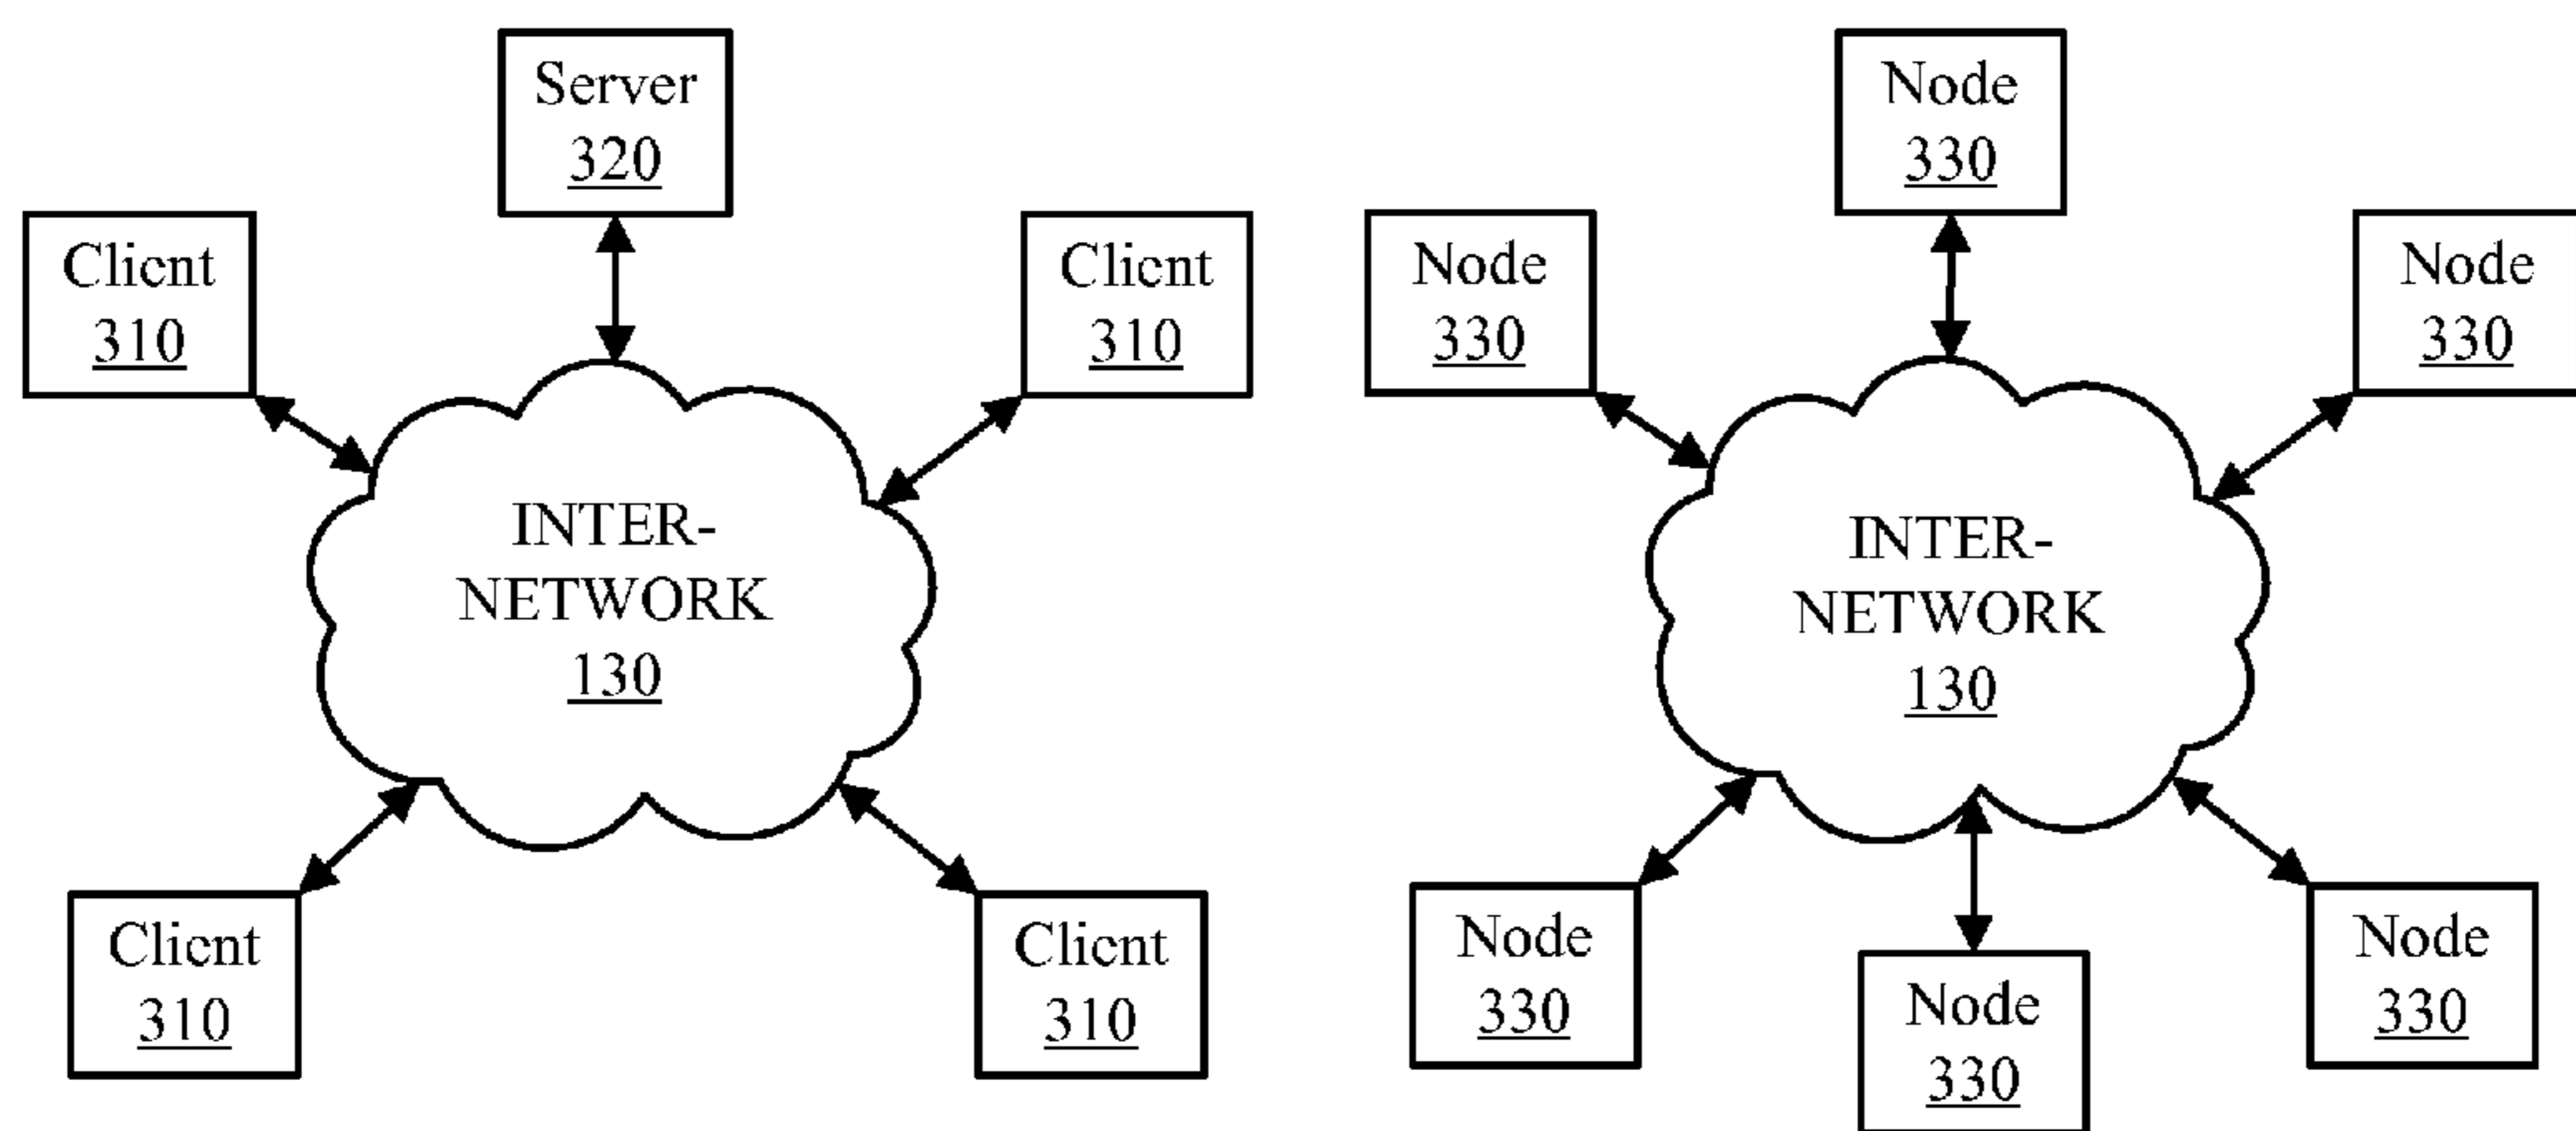 Server
320
Client
310
Client
310
INTER-
NETWORK
130
Client
310
Client
310
Node
330
Node
330
Node
330
INTER-
NETWORK
130
Node
330
Node
330
Node
330